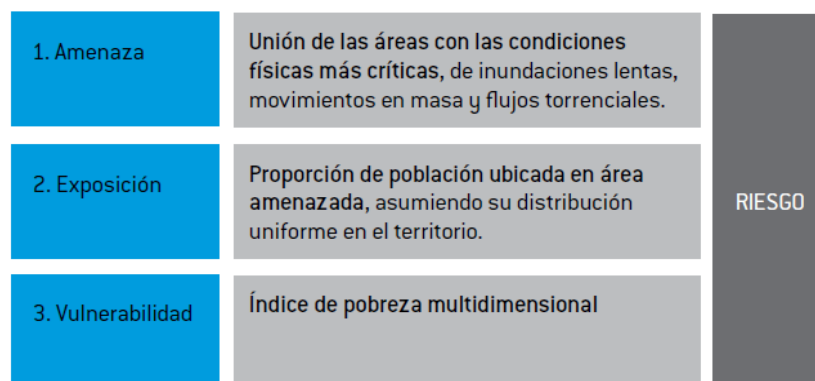 1. Amenaza
Unión de las áreas con las condiciones
físicas más críticas, de inundaciones lentas,
movimientos en masa y flujos torrenciales.
2. Exposición
Proporción de población ubicada en área
amenazada, asumiendo su distribución
uniforme en el territorio.
3. Vulnerabilidad
Índice de pobreza multidimensional
RIESGO